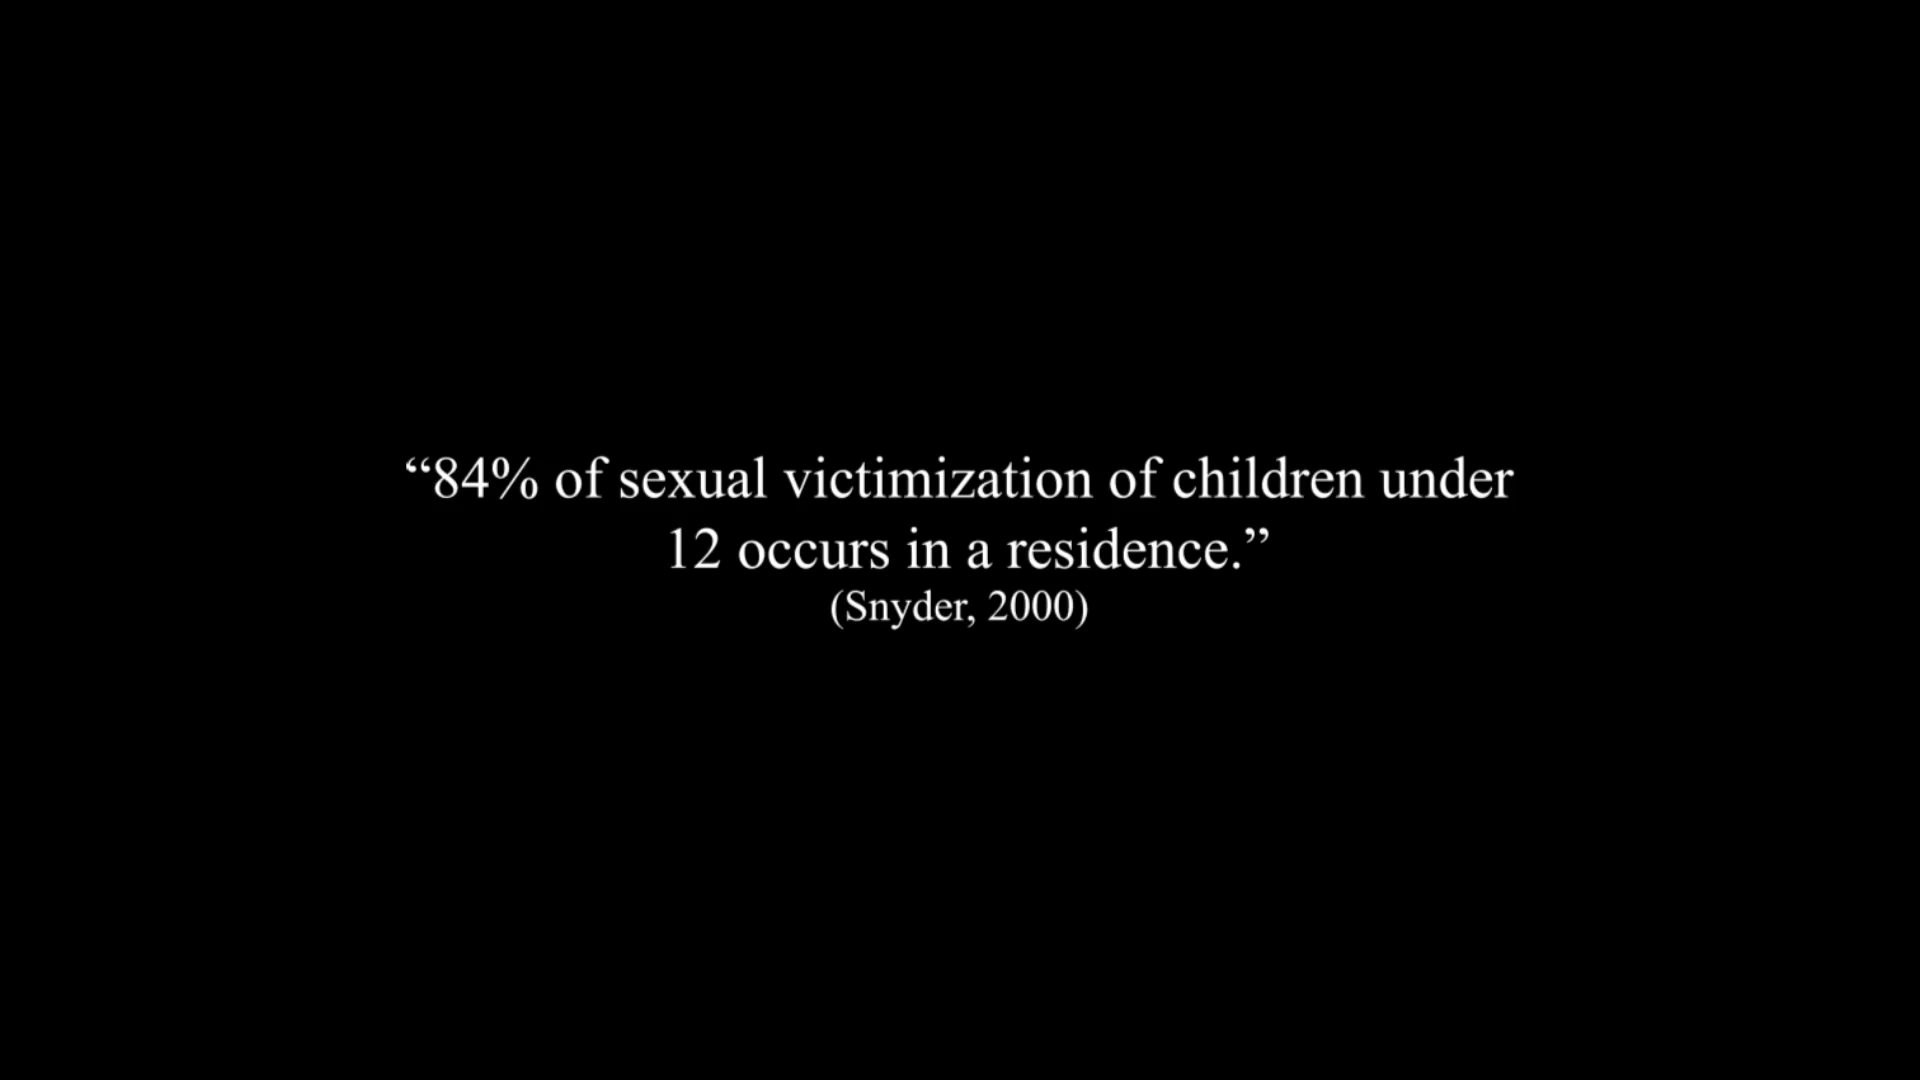 “84% of sexual victimization of children under
12 occurs in a residence.”
(Snyder, 2000)